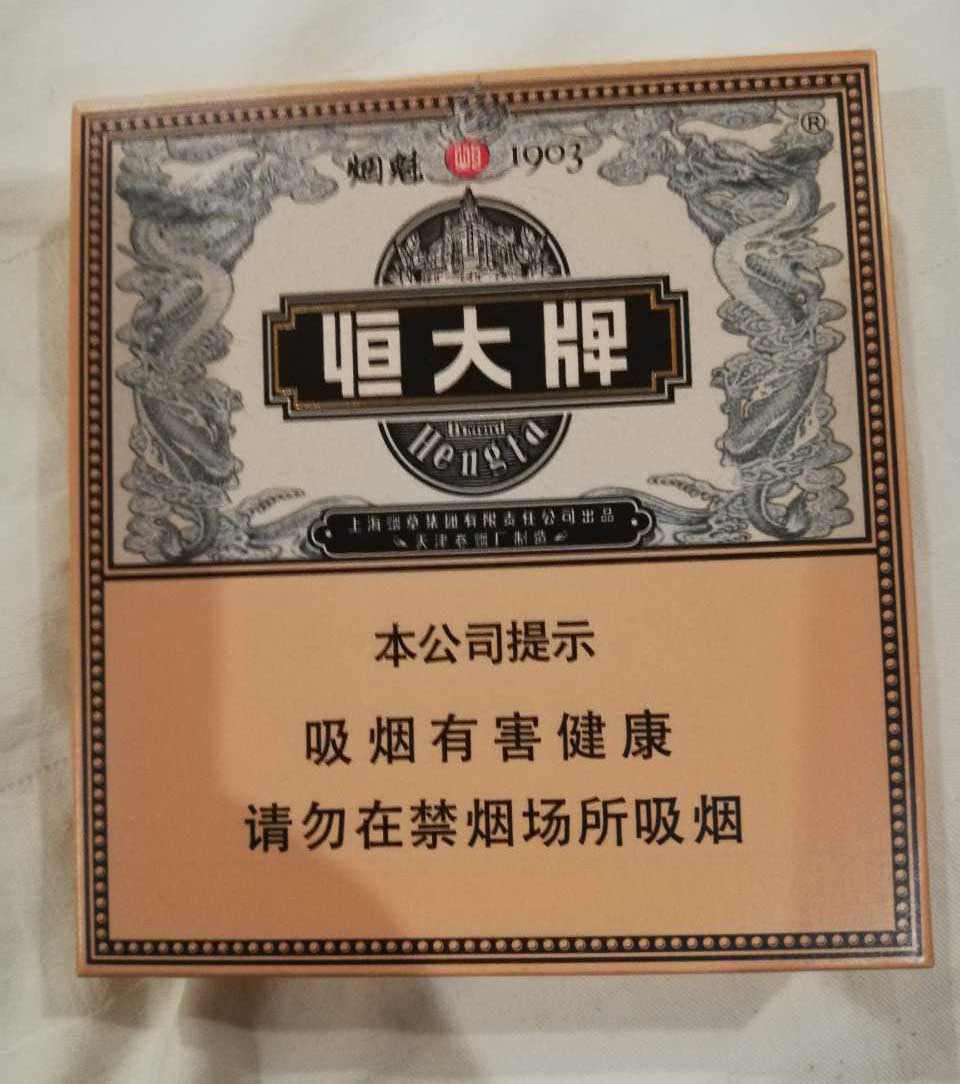 烟魁 1903
®
恒大牌
Brand
Hengta
上海烟草集团有限责任公司出品
天津卷烟厂制造
本公司提示
吸烟有害健康
请勿在禁烟场所吸烟